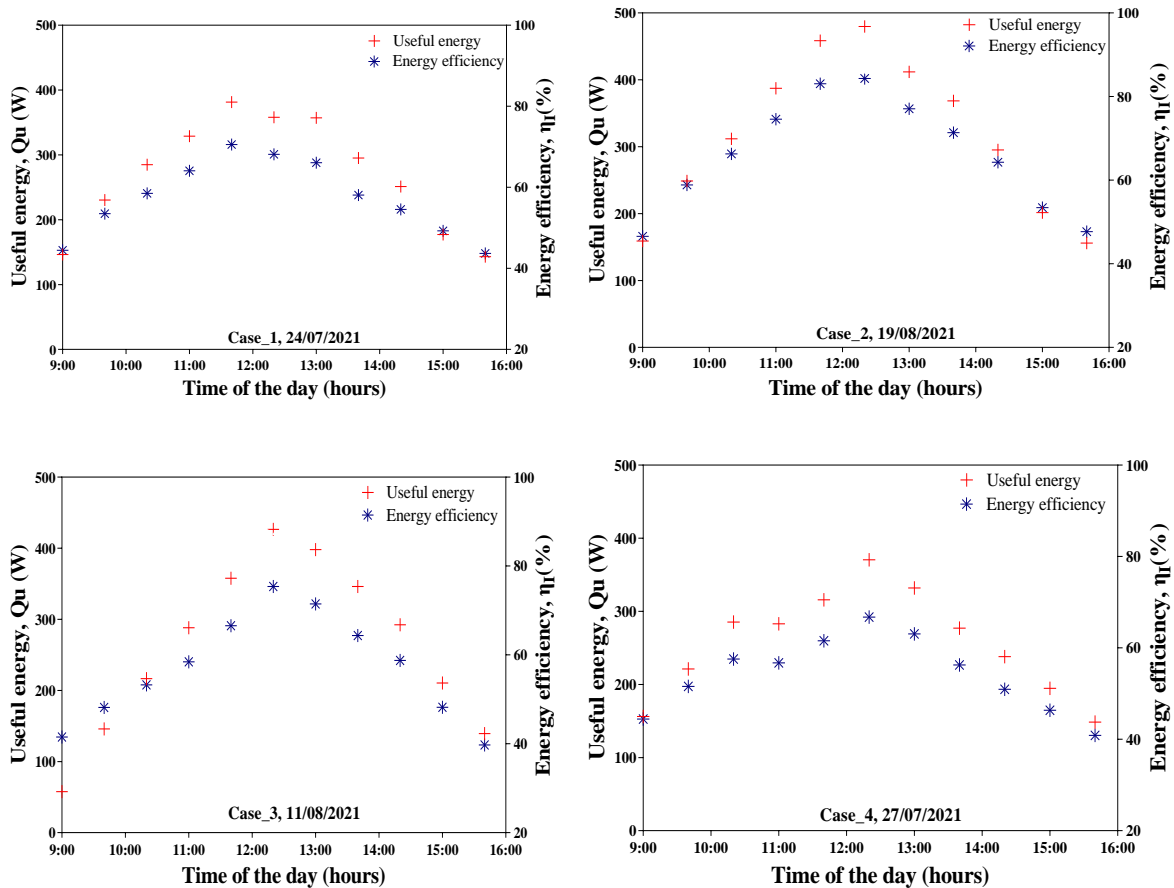 500
400
300
200
100
0
Useful energy, Qu (W)
100
80
60
40
20
Energy efficiency, ηI(%)
Useful energy
Energy efficiency
Case_1, 24/07/2021
9:00 10:00 11:00 12:00 13:00 14:00 15:00 16:00
Time of the day (hours)
500
400
300
200
100
0
Useful energy, Qu (W)
100
80
60
40
20
Energy efficiency, ηI(%)
Useful energy
Energy efficiency
Case_2, 19/08/2021
9:00 10:00 11:00 12:00 13:00 14:00 15:00 16:00
Time of the day (hours)
500
400
300
200
100
0
Useful energy, Qu (W)
100
80
60
40
20
Energy efficiency, ηI(%)
Useful energy
Energy efficiency
Case_3, 11/08/2021
9:00 10:00 11:00 12:00 13:00 14:00 15:00 16:00
Time of the day (hours)
500
400
300
200
100
0
Useful energy, Qu (W)
100
80
60
40
20
Energy efficiency, ηI(%)
Useful energy
Energy efficiency
Case_4, 27/07/2021
9:00 10:00 11:00 12:00 13:00 14:00 15:00 16:00
Time of the day (hours)